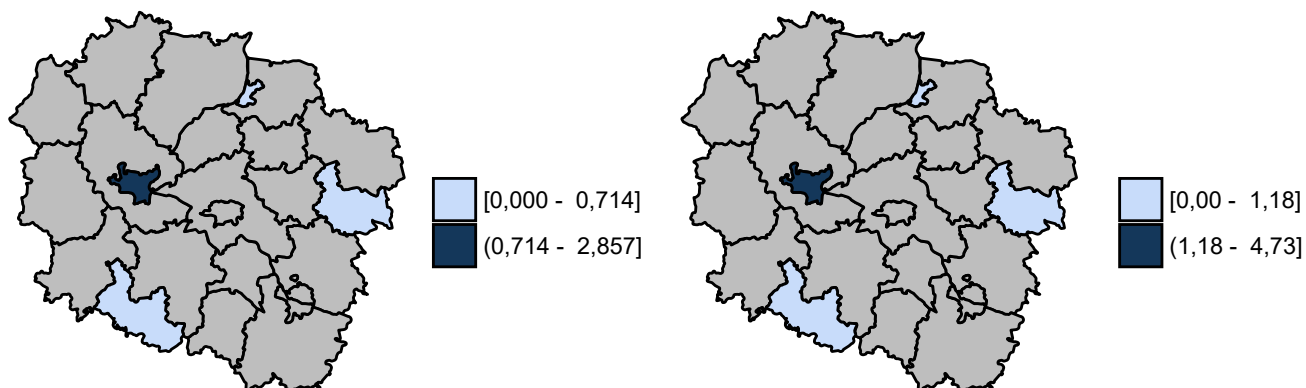 [0,000 - 0,714]
(0,714 - 2,857]
[0,00 - 1,18]
(1,18 - 4,73]